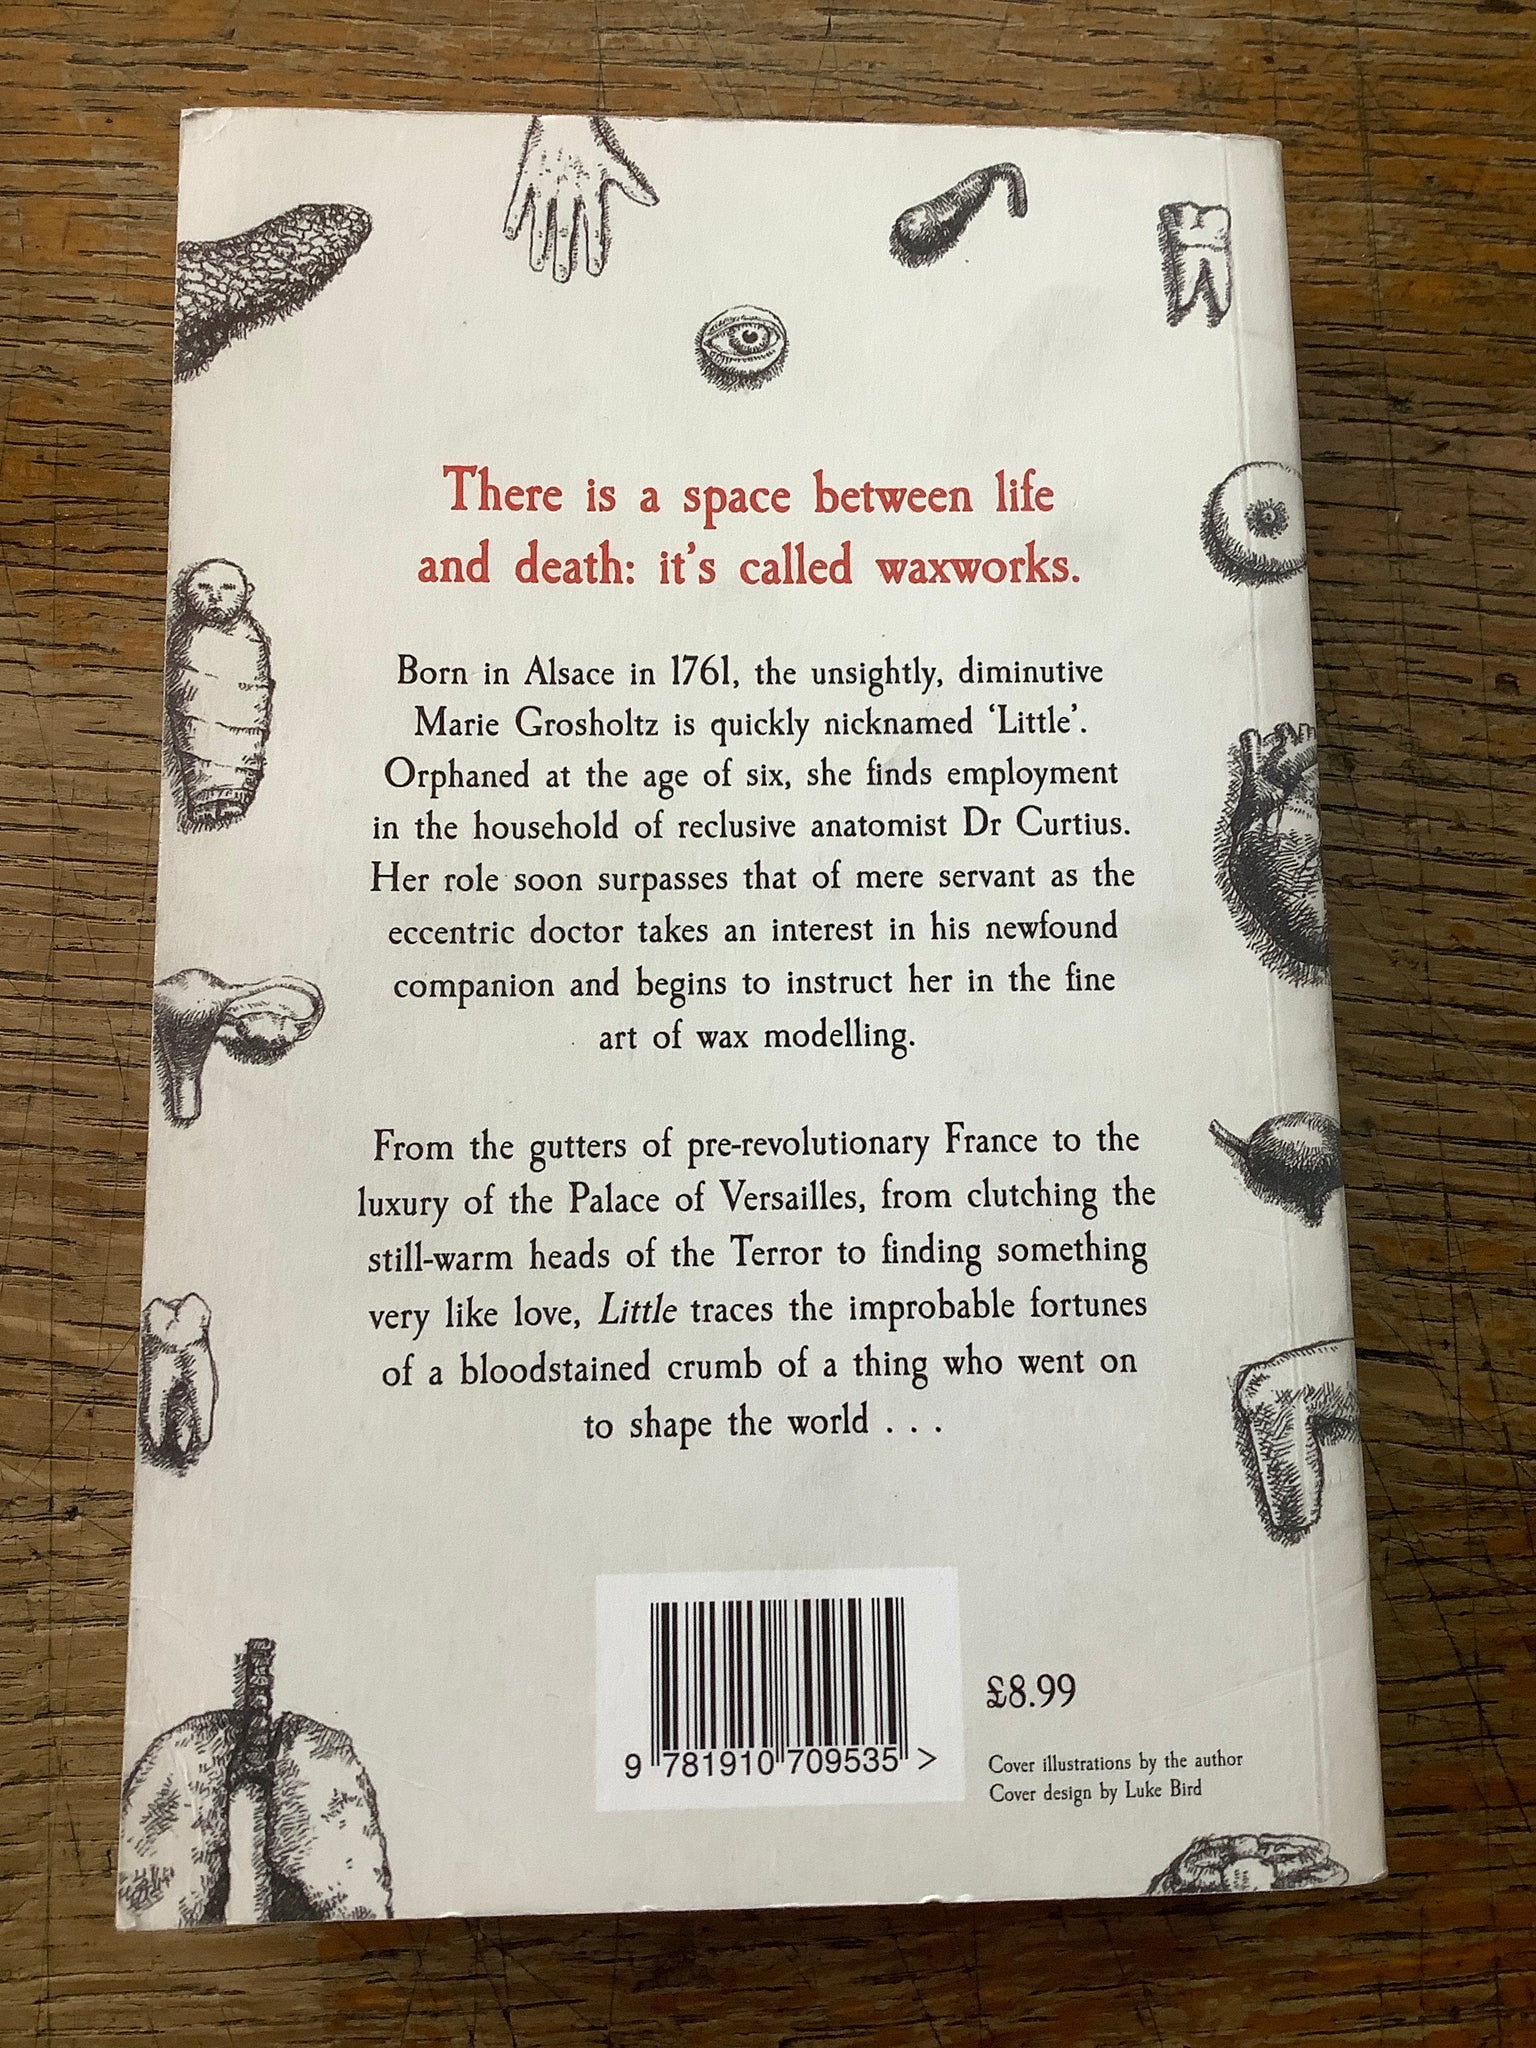 There is a space between life
and death: it's called waxworks.
Born in Alsace in 1761, the unsightly, diminutive
Marie Grosholtz is quickly nicknamed ‘Little’.
Orphaned at the age of six, she finds employment
in the household of reclusive anatomist Dr Curtius.
Her role soon surpasses that of mere servant as the
eccentric doctor takes an interest in his newfound
companion and begins to instruct her in the fine
art of wax modelling.
From the gutters of pre-revolutionary France to the
luxury of the Palace of Versailles, from clutching the
still-warm heads of the Terror to finding something
very like love, Little traces the improbable fortunes
of a bloodstained crumb of a thing who went on
to shape the world . . .
9 781910 709535 >
£8.99
Cover illustrations by the author
Cover design by Luke Bird